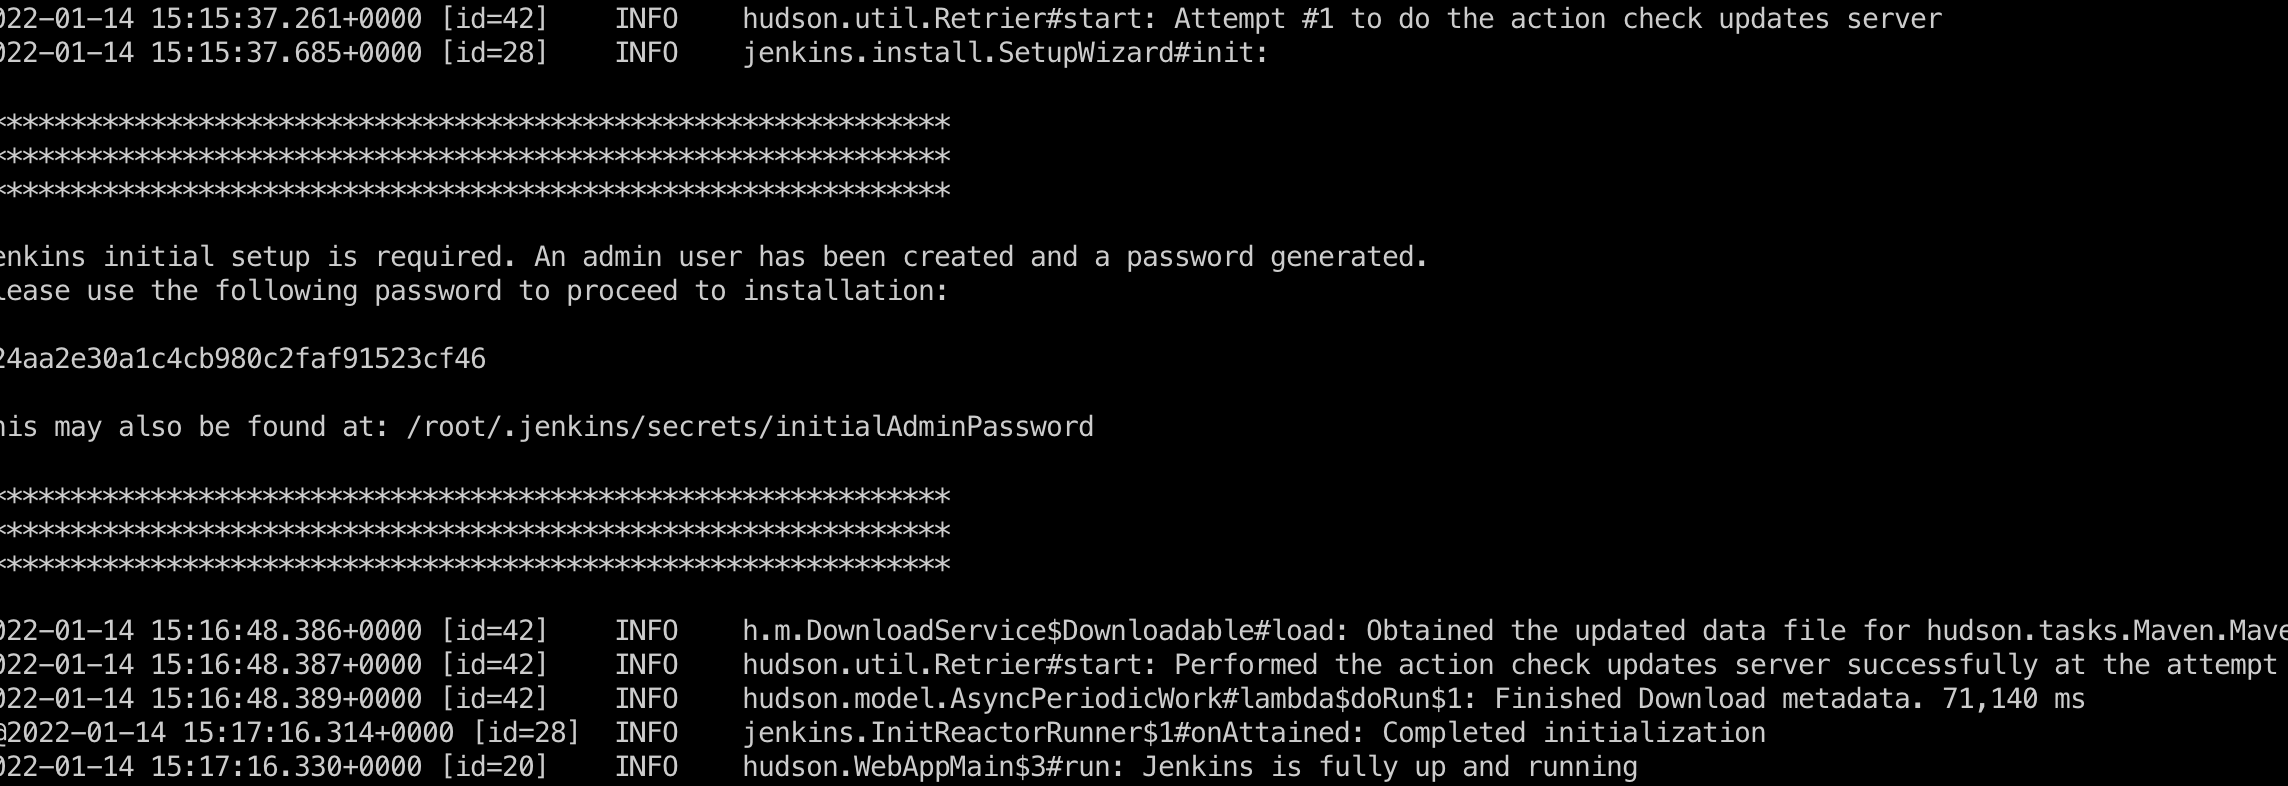 022-01-14 15:15:37.261+0000 [id=42]    INFO    hudson.util.Retrier#start: Attempt #1 to do the action check updates server
022-01-14 15:15:37.685+0000 [id=28]    INFO    jenkins.install.SetupWizard#init:
************************************************************
************************************************************
************************************************************
enkins initial setup is required. An admin user has been created and a password generated.
lease use the following password to proceed to installation:
24aa2e30a1c4cb980c2faf91523cf46
his may also be found at: /root/.jenkins/secrets/initialAdminPassword
************************************************************
************************************************************
************************************************************
022-01-14 15:16:48.386+0000 [id=42]    INFO    h.m.DownloadService$Downloadable#load: Obtained the updated data file for hudson.tasks.Maven.Mave
022-01-14 15:16:48.387+0000 [id=42]    INFO    hudson.util.Retrier#start: Performed the action check updates server successfully at the attempt
022-01-14 15:16:48.389+0000 [id=42]    INFO    hudson.model.AsyncPeriodicWork#lambda$doRun$1: Finished Download metadata. 71,140 ms
@2022-01-14 15:17:16.314+0000 [id=28]  INFO    jenkins.InitReactorRunner$1#onAttained: Completed initialization
022-01-14 15:17:16.330+0000 [id=20]    INFO    hudson.WebAppMain$3#run: Jenkins is fully up and running